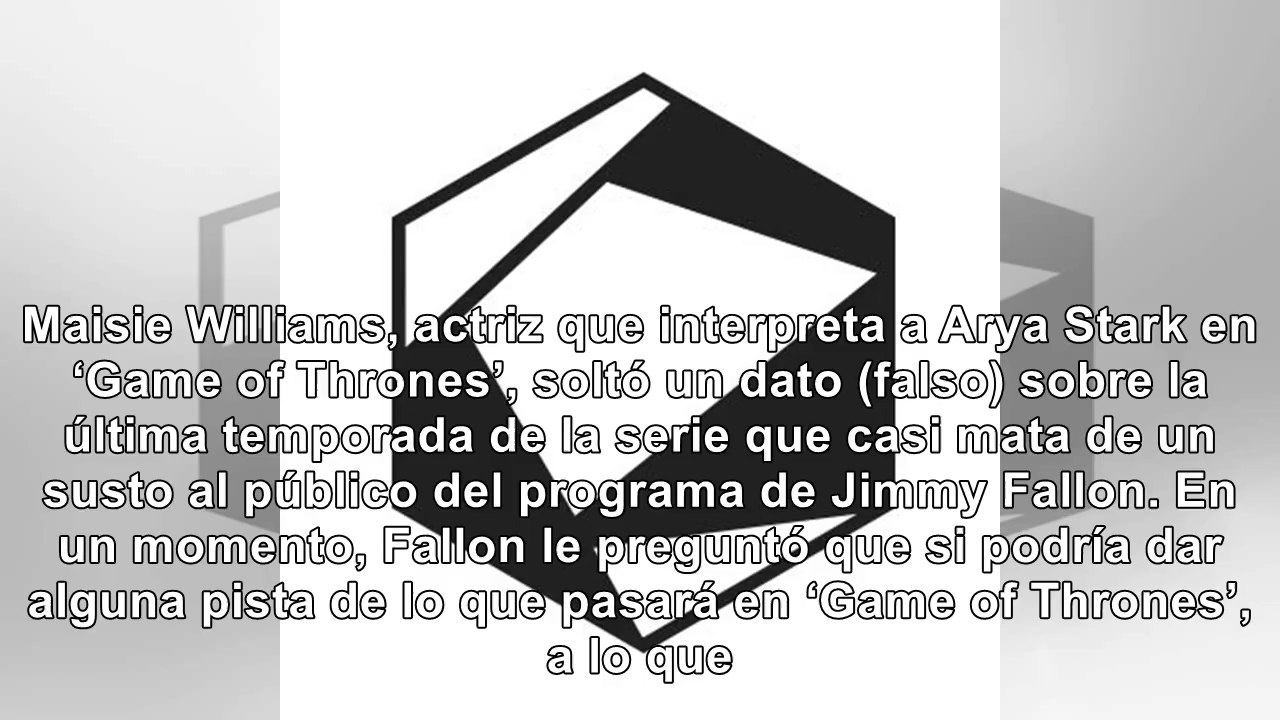 Maisie Williams, actriz que interpreta a Arya Stark en
‘Game of Thrones’, soltó un dato (falso) sobre la
última temporada de la serie que casi mata de un
susto al público del programa de Jimmy Fallon. En
un momento, Fallon le preguntó que si podría dar
alguna pista de lo que pasará en ‘Game of Thrones’,
a lo que